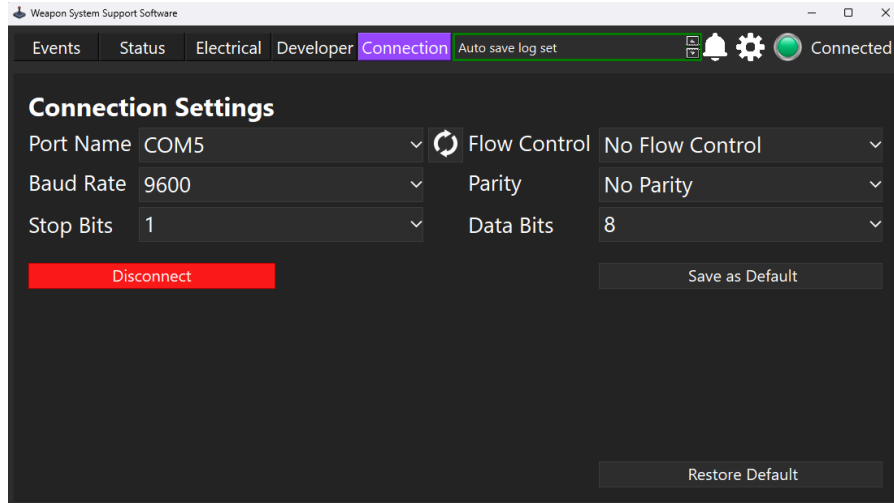 Weapon System Support Software
Events Status Electrical Developer Connection Auto save log set Connected
Connection Settings
Port Name COM5 Flow Control No Flow Control
Baud Rate 9600 Parity No Parity
Stop Bits 1 Data Bits 8
Disconnect Save as Default
Restore Default